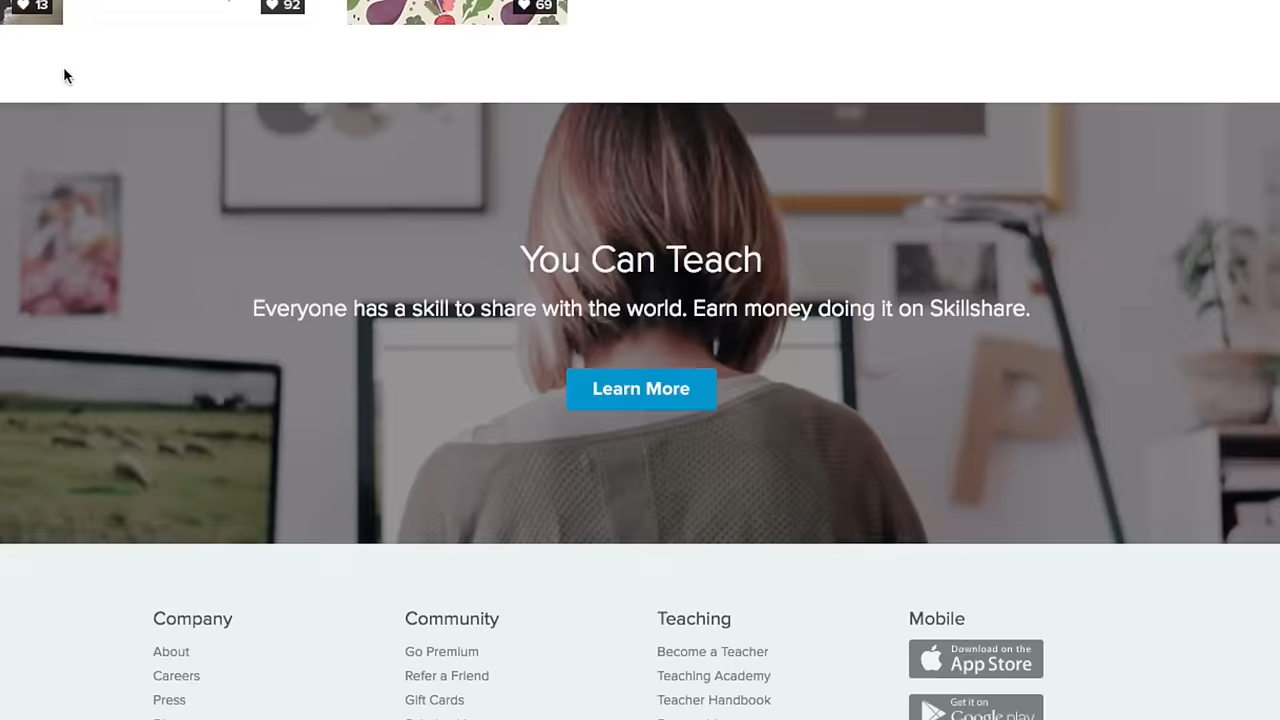 13
92
69
You Can Teach
Everyone has a skill to share with the world. Earn money doing it on Skillshare.
Learn More
Company
Community
Teaching
Mobile
About
Go Premium
Become a Teacher
Download on the
App Store
Careers
Refer a Friend
Teaching Academy
Press
Gift Cards
Teacher Handbook
Get it on
Google play